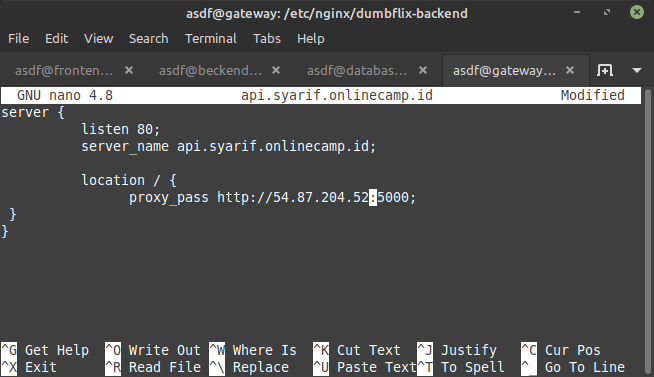 asdf@gateway: /etc/nginx/dumbflix-backend
File Edit View Search Terminal Tabs Help
asdf@fronten... × asdf@beckend... × asdf@databas... × asdf@gateway... ×
GNU nano 4.8 api.syarif.onlinecamp.id Modified
server {
listen 80;
server_name api.syarif.onlinecamp.id;
location / {
proxy_pass http://54.87.204.52:5000;
}
}
^G Get Help ^O Write Out ^W Where Is ^K Cut Text ^J Justify ^C Cur Pos
^X Exit ^R Read File ^\ Replace ^U Paste Text ^T To Spell ^_ Go To Line